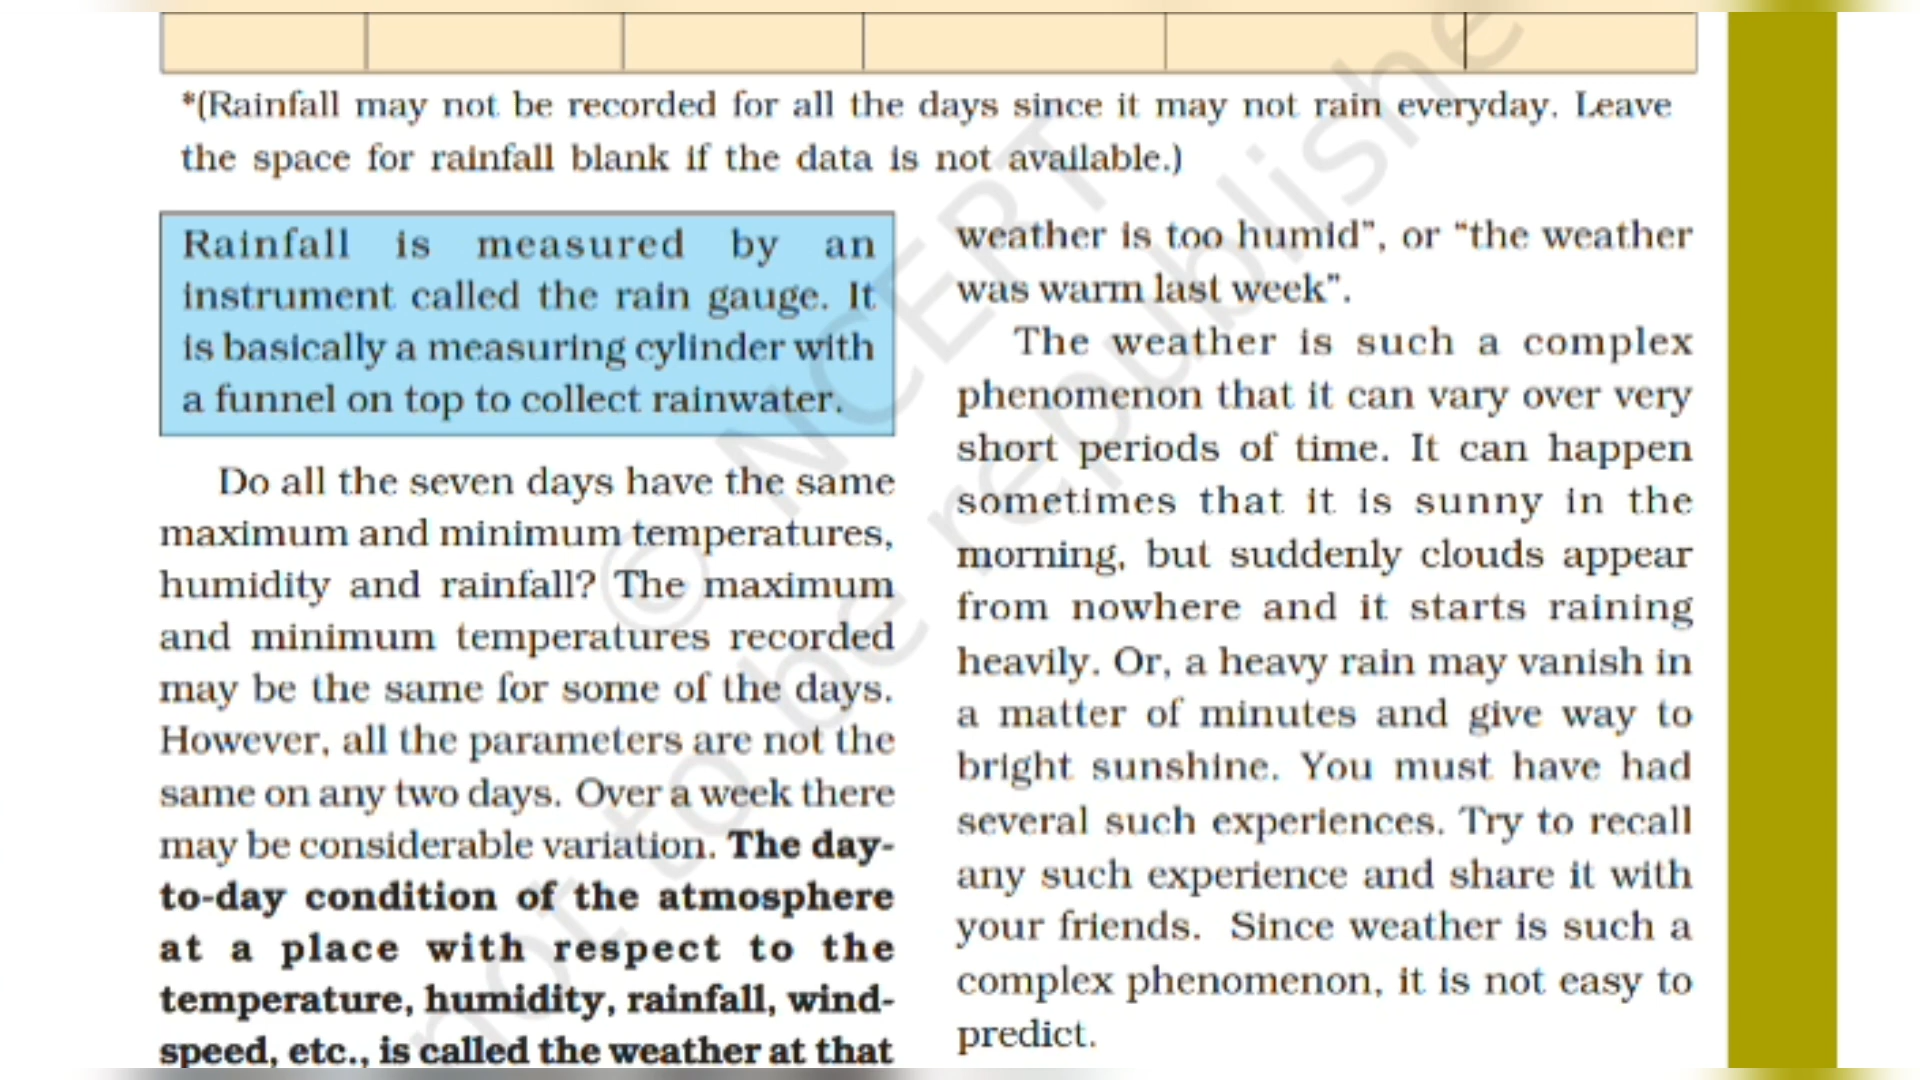 *(Rainfall may not be recorded for all the days since it may not rain everyday. Leave
the space for rainfall blank if the data is not available.)
Rainfall is measured by an
instrument called the rain gauge. It
is basically a measuring cylinder with
a funnel on top to collect rainwater.
Do all the seven days have the same
maximum and minimum temperatures,
humidity and rainfall? The maximum
and minimum temperatures recorded
may be the same for some of the days.
However, all the parameters are not the
same on any two days. Over a week there
may be considerable variation. The day-
to-day condition of the atmosphere
at a place with respect to the
temperature, humidity, rainfall, wind-
speed, etc., is called the weather at that
weather is too humid”, or “the weather
was warm last week”.
The weather is such a complex
phenomenon that it can vary over very
short periods of time. It can happen
sometimes that it is sunny in the
morning, but suddenly clouds appear
from nowhere and it starts raining
heavily. Or, a heavy rain may vanish in
a matter of minutes and give way to
bright sunshine. You must have had
several such experiences. Try to recall
any such experience and share it with
your friends. Since weather is such a
complex phenomenon, it is not easy to
predict.
© NCERT
not to be republishe